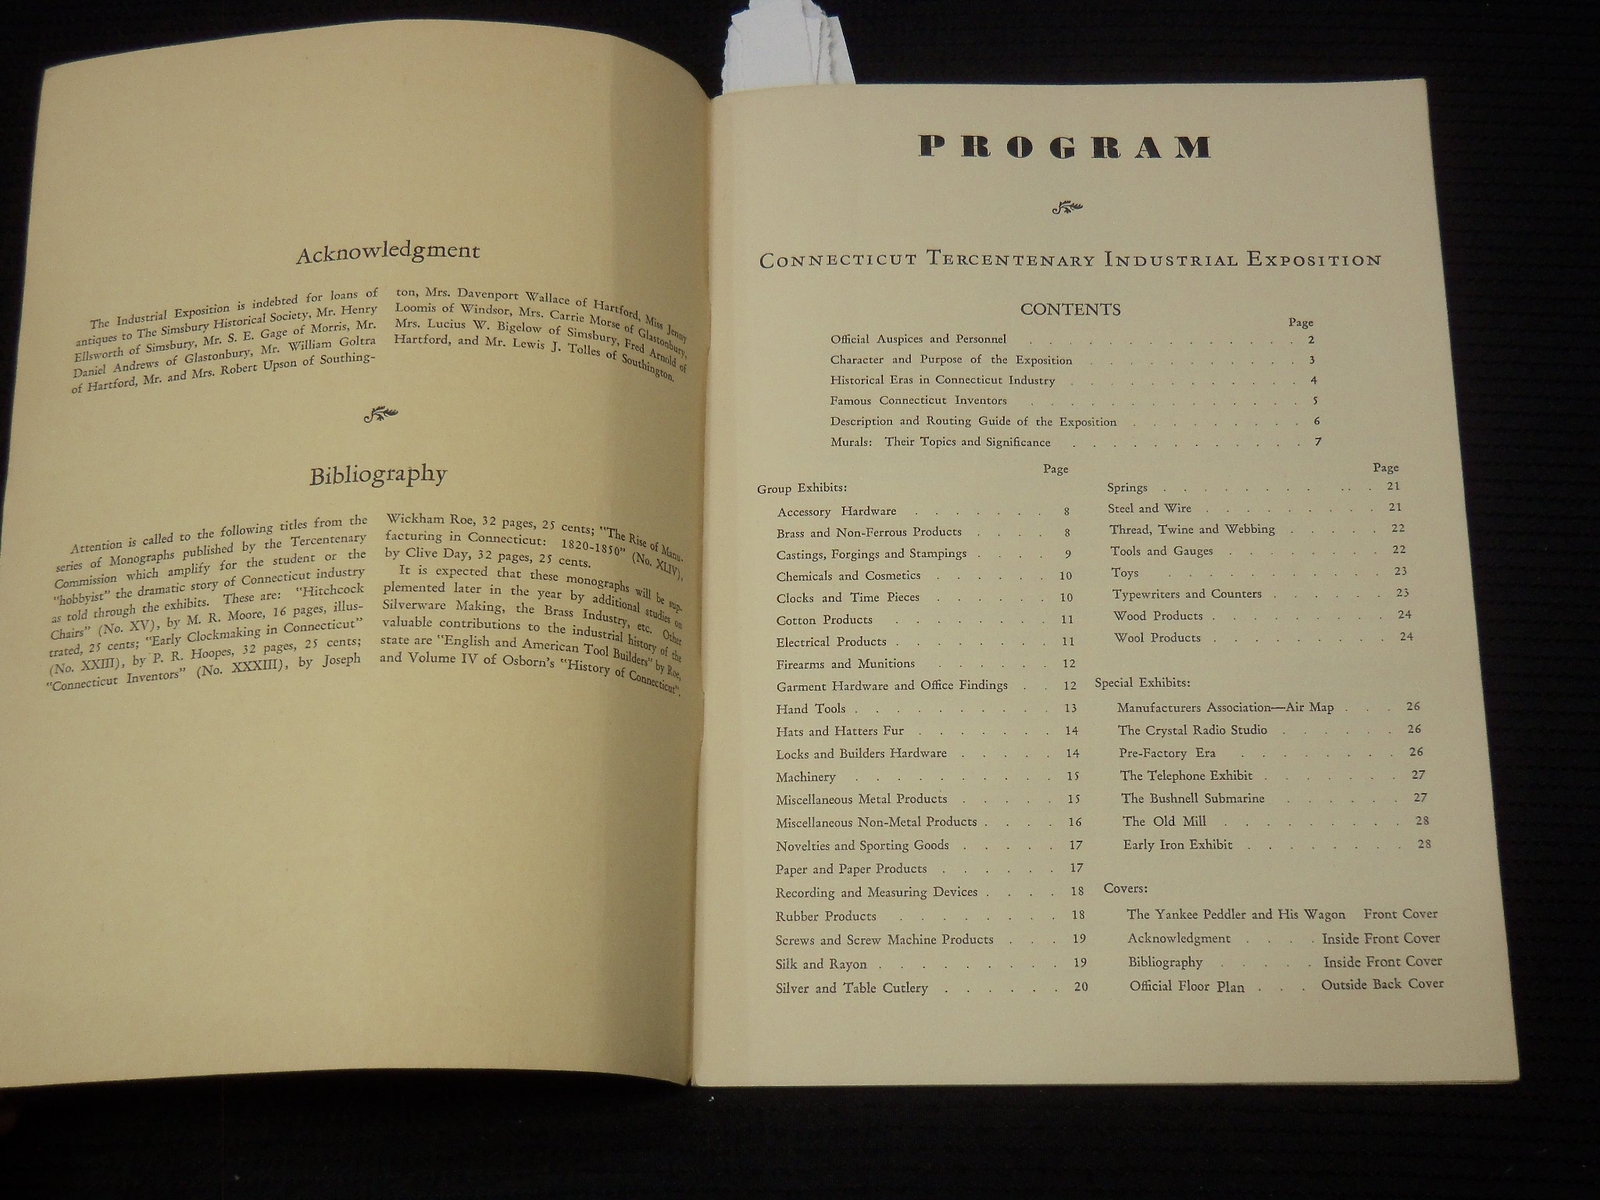 Acknowledgment
The Industrial Exposition is indebted for loans of
antiques to The Simsbury Historical Society, Mr. Henry
Ellsworth of Simsbury, Mr. S. E. Gage of Morris, Mr.
Daniel Andrews of Glastonbury, Mr. William Goltra
of Hartford, Mr. and Mrs. Robert Upson of Southing-
ton, Mrs. Davenport Wallace of Hartford, Miss Jenny
Loomis of Windsor, Mrs. Carrie Morse of Glastonbury,
Mrs. Lucius W. Bigelow of Simsbury, Fred Arnold of
Hartford, and Mr. Lewis J. Tolles of Southington.
Bibliography
Attention is called to the following titles from the
series of Monographs published by the Tercentenary
Commission which amplify for the student or the
"hobbyist" the dramatic story of Connecticut industry
as told through the exhibits. These are: "Hitchcock
Chairs" (No. XV), by M. R. Moore, 16 pages, illus-
trated, 25 cents; "Early Clockmaking in Connecticut"
(No. XXIII), by P. R. Hoopes, 32 pages, 25 cents;
"Connecticut Inventors" (No. XXXIII), by Joseph
Wickham Roe, 32 pages, 25 cents; "The Rise of Manu-
facturing in Connecticut: 1820-1850" (No. XLIV),
by Clive Day, 32 pages, 25 cents.
It is expected that these monographs will be sup-
plemented later in the year by additional studies on
Silverware Making, the Brass Industry, etc. Other
valuable contributions to the industrial history of the
state are "English and American Tool Builders" by Roe,
and Volume IV of Osborn's "History of Connecticut".
PROGRAM
CONNECTICUT TERCENTENARY INDUSTRIAL EXPOSITION
CONTENTS
Page
Official Auspices and Personnel . . . . . . . . . . . . . . 2
Character and Purpose of the Exposition . . . . . . . . . . 3
Historical Eras in Connecticut Industry . . . . . . . . . . . 4
Famous Connecticut Inventors . . . . . . . . . . . . . 5
Description and Routing Guide of the Exposition . . . . . . . . 6
Murals: Their Topics and Significance . . . . . . . . . . . 7
Page
Group Exhibits:
Accessory Hardware . . . . . . . 8
Brass and Non-Ferrous Products . . . . 8
Castings, Forgings and Stampings . . . . 9
Chemicals and Cosmetics . . . . . . 10
Clocks and Time Pieces . . . . . . 10
Cotton Products . . . . . . . 11
Electrical Products . . . . . . . 11
Firearms and Munitions . . . . . . 12
Garment Hardware and Office Findings . . 12
Hand Tools . . . . . . . . . 13
Hats and Hatters Fur . . . . . . . 14
Locks and Builders Hardware . . . . . 14
Machinery . . . . . . . . . 15
Miscellaneous Metal Products . . . . . 15
Miscellaneous Non-Metal Products . . . . 16
Novelties and Sporting Goods . . . . . 17
Paper and Paper Products . . . . . . 17
Recording and Measuring Devices . . . . 18
Rubber Products . . . . . . . 18
Screws and Screw Machine Products . . . 19
Silk and Rayon . . . . . . . . . 19
Silver and Table Cutlery . . . . . . 20
Page
Springs . . . . . . . . . . 21
Steel and Wire . . . . . . . . . 21
Thread, Twine and Webbing . . . . . . 22
Tools and Gauges . . . . . . . . 22
Toys . . . . . . . . . . 23
Typewriters and Counters . . . . . . 23
Wood Products . . . . . . . . . 24
Wool Products . . . . . . . . 24
Special Exhibits:
Manufacturers Association—Air Map . . . 26
The Crystal Radio Studio . . . . . . 26
Pre-Factory Era . . . . . . . 26
The Telephone Exhibit . . . . . . . 27
The Bushnell Submarine . . . . . . 27
The Old Mill . . . . . . . . . 28
Early Iron Exhibit . . . . . . . 28
Covers:
The Yankee Peddler and His Wagon Front Cover
Acknowledgment . . . . Inside Front Cover
Bibliography . . . . . Inside Front Cover
Official Floor Plan . . . Outside Back Cover